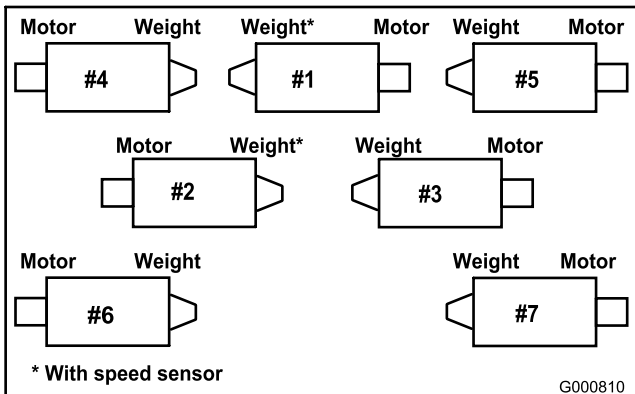 Motor Weight Weight* Motor Weight Motor
#4 #1 #5
Motor Weight* Weight Motor
#2 #3
Motor Weight Weight Motor
#6 #7
* With speed sensor
G000810